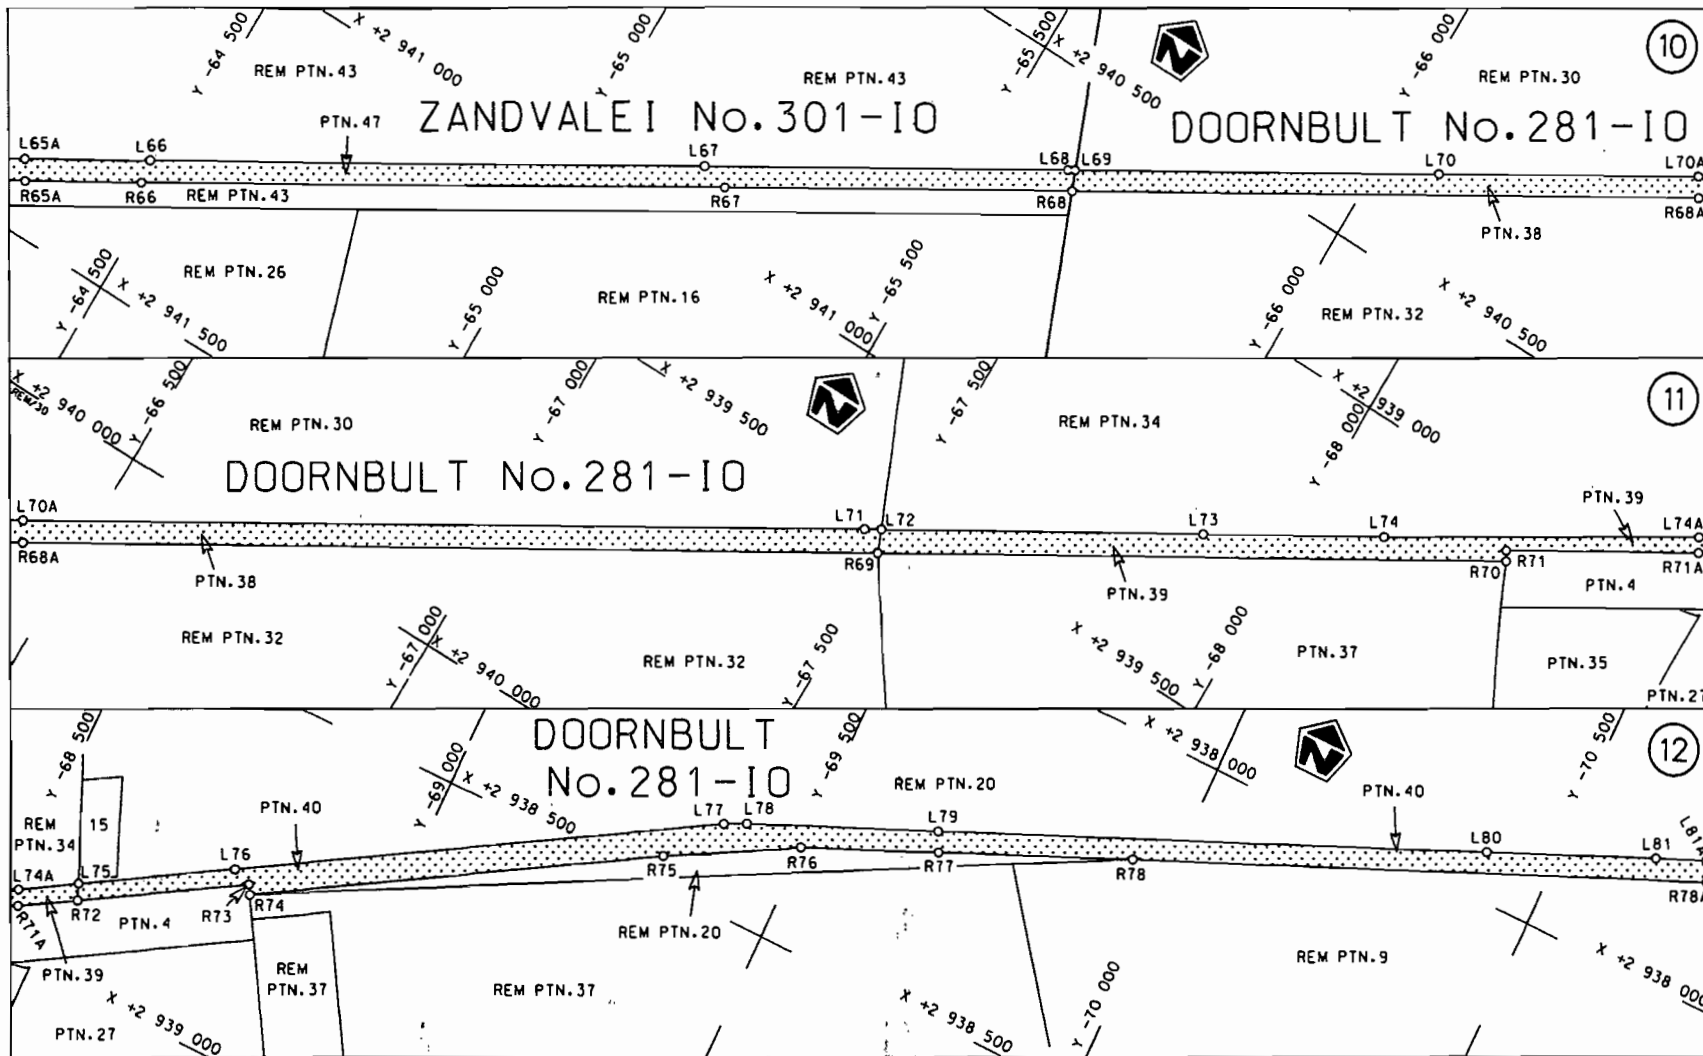 Y -64 500
X +2 941 000
Y -65 000
Y -65 500
X +2 940 500
Y -66 000
10
REM PTN.43
REM PTN.43
REM PTN.30
PTN.47
ZANDVALEI No.301-IO
DOORNBULT No.281-IO
L65A
L66
L67
L68
L69
L70
L70A
R65A
R66
REM PTN.43
R67
R68
R68A
PTN.38
REM PTN.26
REM PTN.16
REM PTN.32
Y -64 500
X +2 941 500
Y -65 000
X +2 941 000
Y -65 500
Y -66 000
X +2 940 500
X +2 940 000
REM/30
Y -66 500
Y -67 000
X +2 939 500
Y -67 500
Y -68 000
X +2 939 000
11
REM PTN.30
REM PTN.34
DOORNBULT No.281-IO
PTN.39
L70A
L71
L72
L73
L74
L74A
R68A
R69
R70
R71
R71A
PTN.38
PTN.39
PTN.4
REM PTN.32
REM PTN.32
PTN.37
PTN.35
PTN.27
Y -67 000
X +2 940 000
Y -67 500
X +2 939 500
Y -68 000
Y -68 500
Y -69 000
X +2 938 500
Y -69 500
X +2 938 000
Y -70 500
12
DOORNBULT
No.281-IO
REM PTN.20
PTN.40
PTN.40
REM
PTN.34
15
L74A
L75
L76
L77
L78
L79
L80
L81
L81A
R71A
R72
R73
R74
R75
R76
R77
R78
R78A
PTN.4
PTN.39
REM PTN.20
REM
PTN.37
REM PTN.37
REM PTN.9
PTN.27
X +2 939 000
X +2 938 500
Y -70 000
X +2 938 000